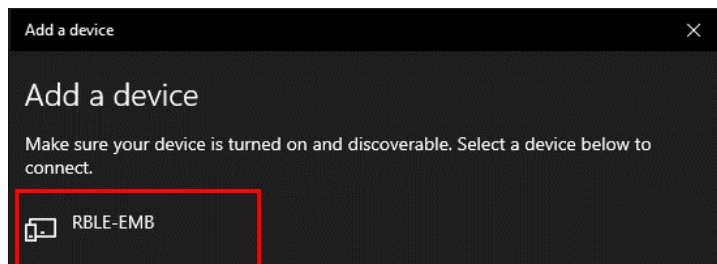 Add a device
Add a device
Make sure your device is turned on and discoverable. Select a device below to
connect.
RBLE-EMB